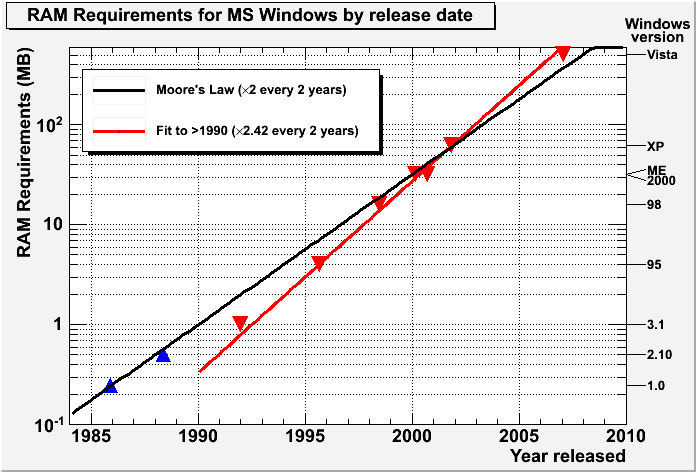 RAM Requirements for MS Windows by release date
Windows
version
RAM Requirements (MB)
Moore's Law (×2 every 2 years)
Fit to >1990 (×2.42 every 2 years)
10²
10
1
10⁻¹
Vista
XP
ME
2000
98
95
3.1
2.10
1.0
1985 1990 1995 2000 2005 2010
Year released